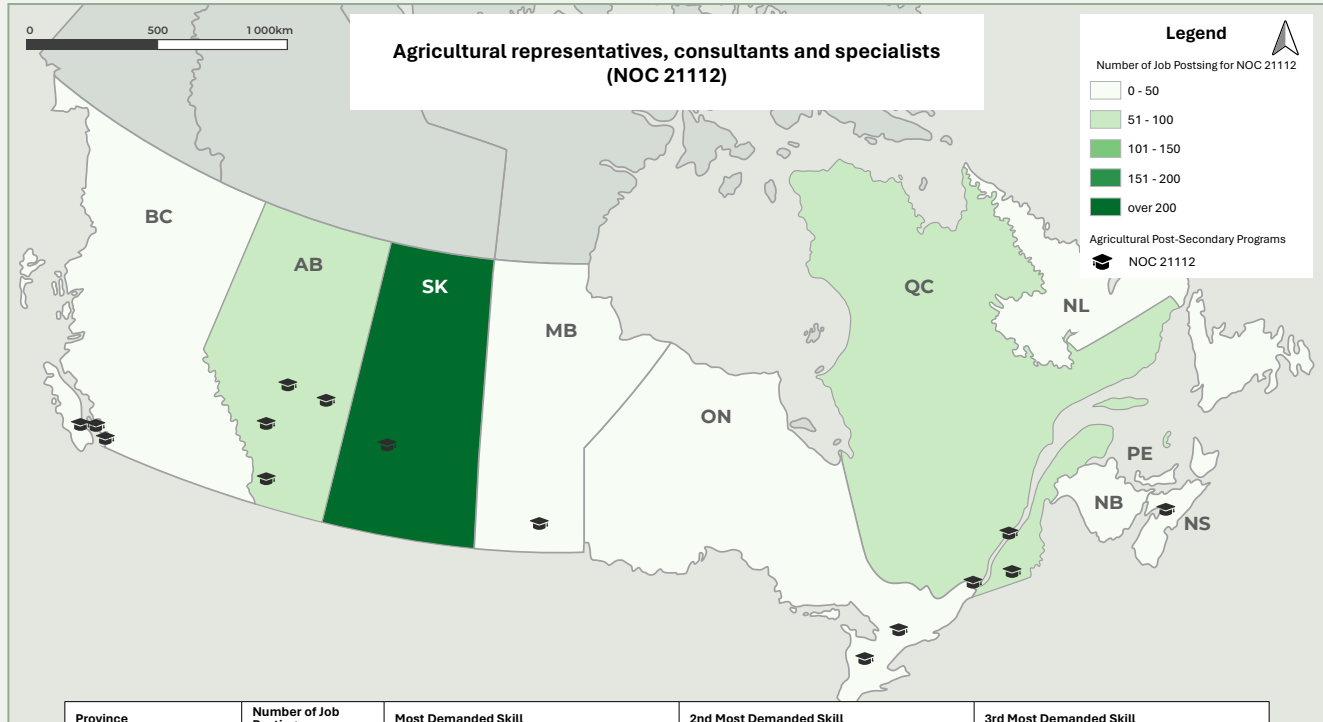 0 500 1 000km
Agricultural representatives, consultants and specialists
(NOC 21112)
Legend
Number of Job Postsing for NOC 21112
0 - 50
51 - 100
101 - 150
151 - 200
over 200
Agricultural Post-Secondary Programs
NOC 21112
BC
AB
SK
MB
ON
QC
NL
PE
NB
NS
Province
Number of Job
Most Demanded Skill
2nd Most Demanded Skill
3rd Most Demanded Skill